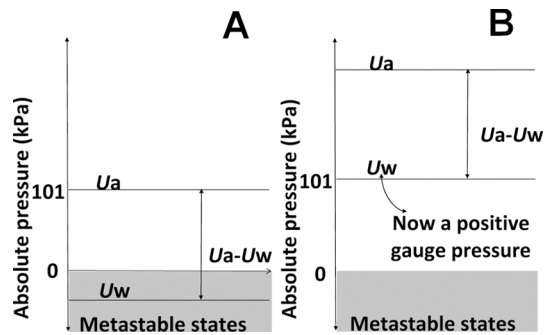 A
Absolute pressure (kPa)
Ua
101
Ua-Uw
0
Uw
Metastable states
B
Absolute pressure (kPa)
Ua
Ua-Uw
Uw
101
Now a positive
gauge pressure
0
Metastable states